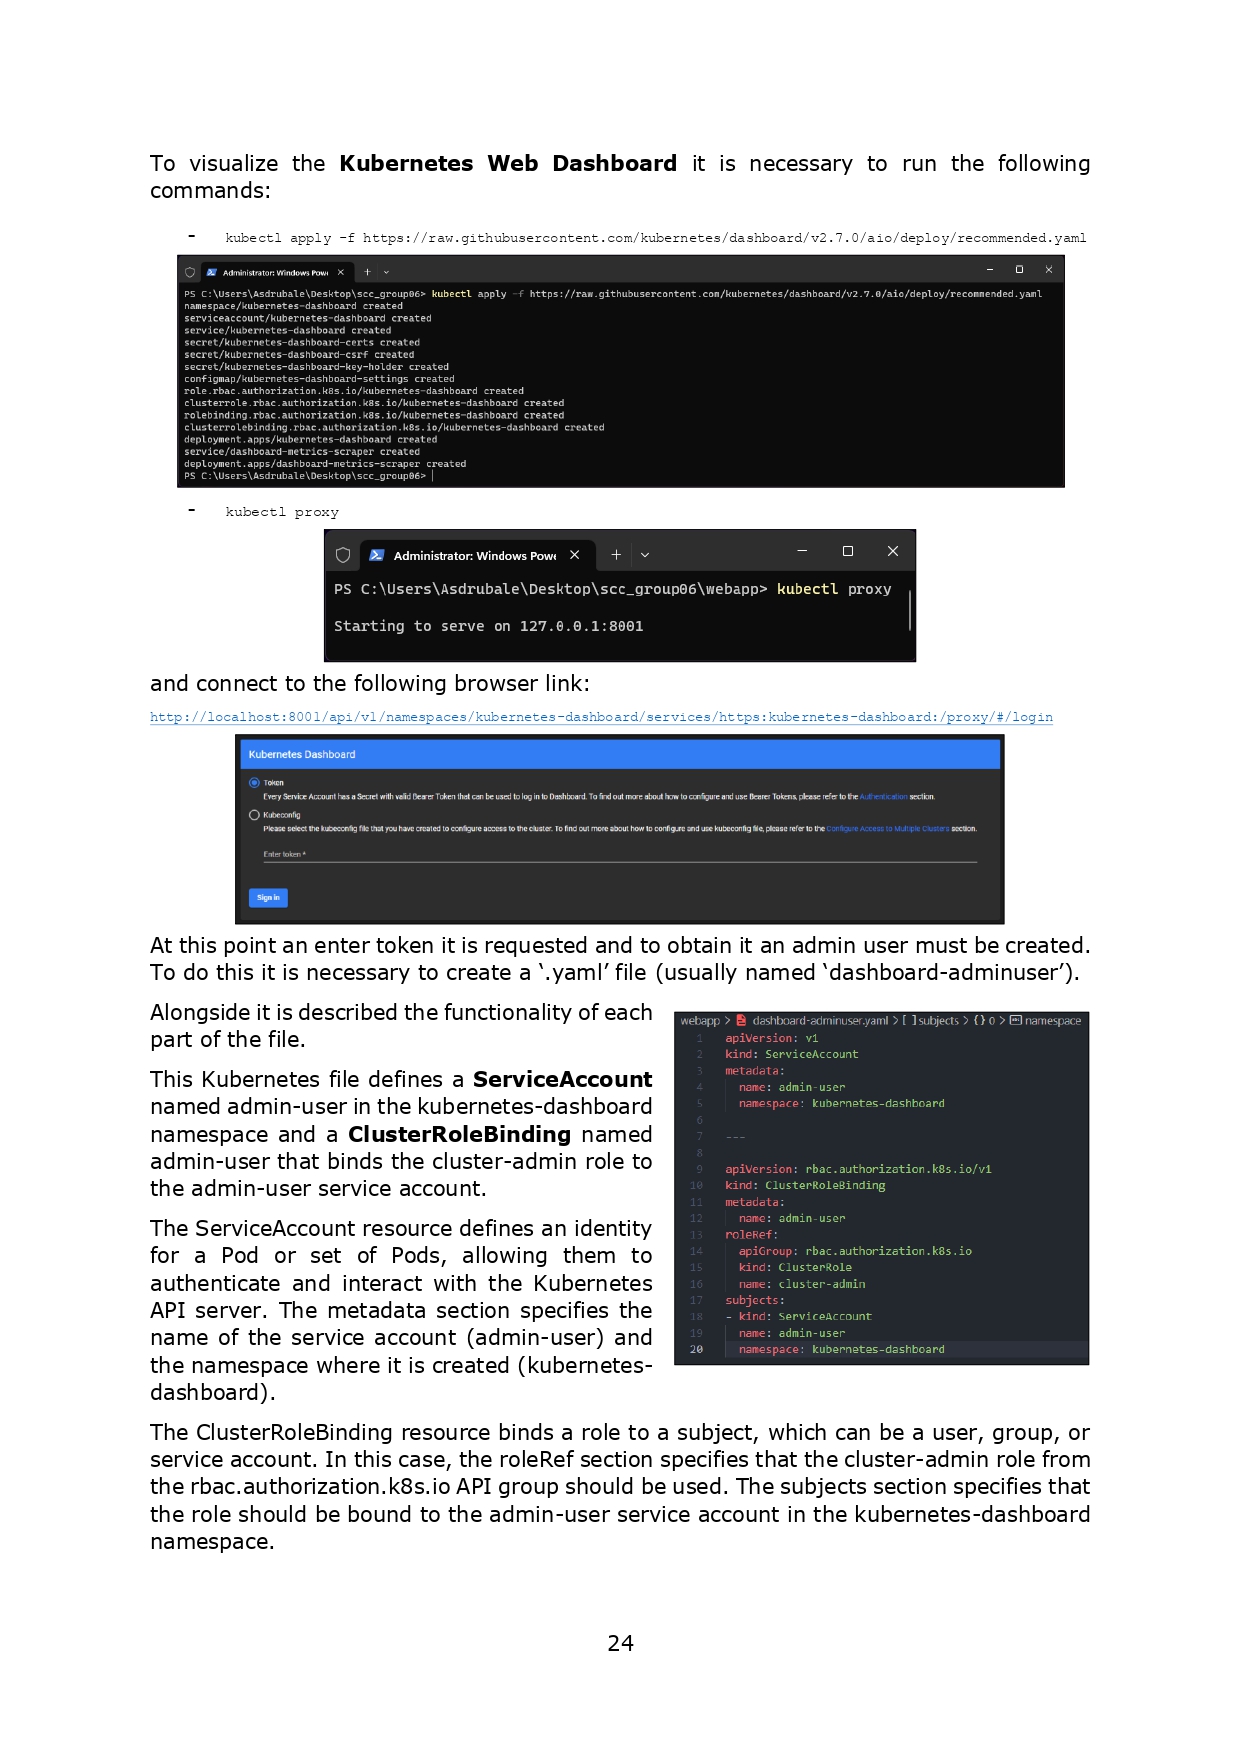 To visualize the Kubernetes Web Dashboard it is necessary to run the following
commands:
- kubectl apply -f https://raw.githubusercontent.com/kubernetes/dashboard/v2.7.0/aio/deploy/recommended.yaml
Administrator: Windows Powe
PS C:\Users\Asdrubale\Desktop\scc_group06> kubectl apply -f https://raw.githubusercontent.com/kubernetes/dashboard/v2.7.0/aio/deploy/recommended.yaml
namespace/kubernetes-dashboard created
serviceaccount/kubernetes-dashboard created
service/kubernetes-dashboard created
secret/kubernetes-dashboard-certs created
secret/kubernetes-dashboard-csrf created
secret/kubernetes-dashboard-key-holder created
configmap/kubernetes-dashboard-settings created
role.rbac.authorization.k8s.io/kubernetes-dashboard created
clusterrole.rbac.authorization.k8s.io/kubernetes-dashboard created
rolebinding.rbac.authorization.k8s.io/kubernetes-dashboard created
clusterrolebinding.rbac.authorization.k8s.io/kubernetes-dashboard created
deployment.apps/kubernetes-dashboard created
service/dashboard-metrics-scraper created
deployment.apps/dashboard-metrics-scraper created
PS C:\Users\Asdrubale\Desktop\scc_group06>
- kubectl proxy
Administrator: Windows Powe
PS C:\Users\Asdrubale\Desktop\scc_group06\webapp> kubectl proxy
Starting to serve on 127.0.0.1:8001
and connect to the following browser link:
http://localhost:8001/api/v1/namespaces/kubernetes-dashboard/services/https:kubernetes-dashboard:/proxy/#/login
Kubernetes Dashboard
Token
Every Service Account has a Secret with valid Bearer Token that can be used to log in to Dashboard. To find out more about how to configure and use Bearer Tokens, please refer to the Authentication section.
Kubeconfig
Please select the kubeconfig file that you have created to configure access to the cluster. To find out more about how to configure and use kubeconfig file, please refer to the Configure Access to Multiple Clusters section.
Enter token *
Sign in
At this point an enter token it is requested and to obtain it an admin user must be created.
To do this it is necessary to create a ‘.yaml’ file (usually named ‘dashboard-adminuser’).
Alongside it is described the functionality of each
part of the file.
This Kubernetes file defines a ServiceAccount
named admin-user in the kubernetes-dashboard
namespace and a ClusterRoleBinding named
admin-user that binds the cluster-admin role to
the admin-user service account.
The ServiceAccount resource defines an identity
for a Pod or set of Pods, allowing them to
authenticate and interact with the Kubernetes
API server. The metadata section specifies the
name of the service account (admin-user) and
the namespace where it is created (kubernetes-
dashboard).
webapp > dashboard-adminuser.yaml > [ ] subjects > {} 0 > namespace
1 apiVersion: v1
2 kind: ServiceAccount
3 metadata:
4 name: admin-user
5 namespace: kubernetes-dashboard
6
7 ---
8
9 apiVersion: rbac.authorization.k8s.io/v1
10 kind: ClusterRoleBinding
11 metadata:
12 name: admin-user
13 roleRef:
14 apiGroup: rbac.authorization.k8s.io
15 kind: ClusterRole
16 name: cluster-admin
17 subjects:
18 - kind: ServiceAccount
19 name: admin-user
20 namespace: kubernetes-dashboard
The ClusterRoleBinding resource binds a role to a subject, which can be a user, group, or
service account. In this case, the roleRef section specifies that the cluster-admin role from
the rbac.authorization.k8s.io API group should be used. The subjects section specifies that
the role should be bound to the admin-user service account in the kubernetes-dashboard
namespace.
24